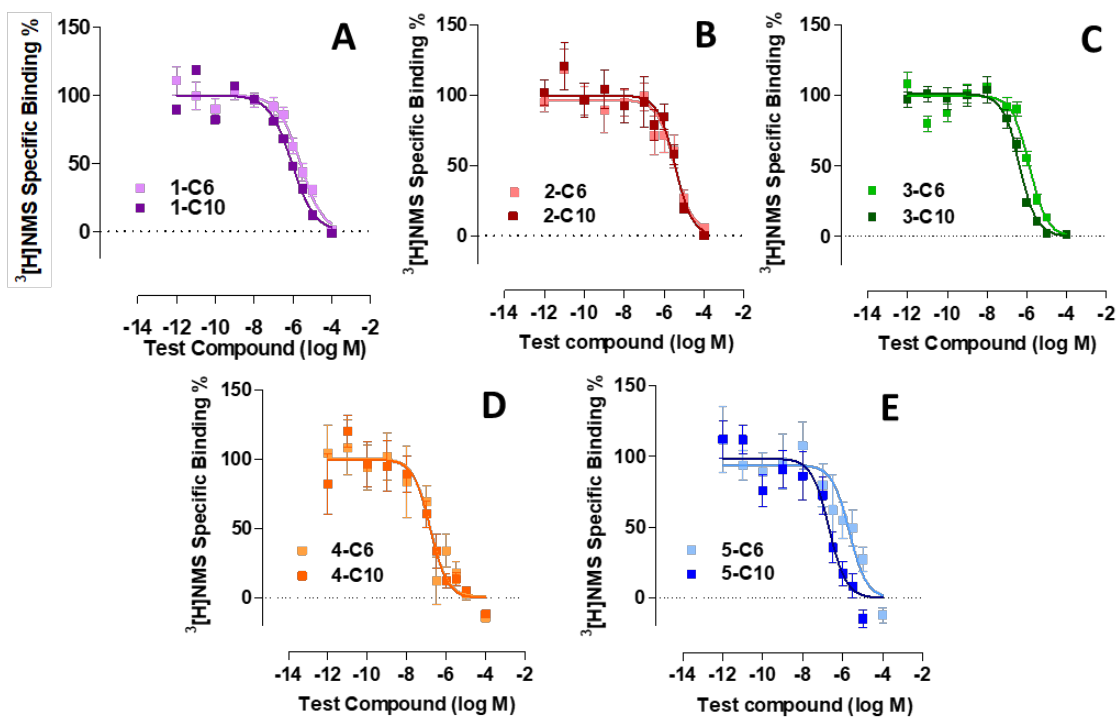 A
³[H]NMS Specific Binding %
150
100
50
0
1-C6
1-C10
-14 -12 -10 -8 -6 -4 -2
Test Compound (log M)
B
³[H]NMS Specific Binding %
150
100
50
0
2-C6
2-C10
-14 -12 -10 -8 -6 -4 -2
Test compound (log M)
C
³[H]NMS Specific Binding %
150
100
50
0
3-C6
3-C10
-14 -12 -10 -8 -6 -4 -2
Test Compound (log M)
D
³[H]NMS Specific Binding %
150
100
50
0
4-C6
4-C10
-14 -12 -10 -8 -6 -4 -2
Test Compound (log M)
E
³[H]NMS Specific Binding %
150
100
50
0
5-C6
5-C10
-14 -12 -10 -8 -6 -4 -2
Test Compound (log M)